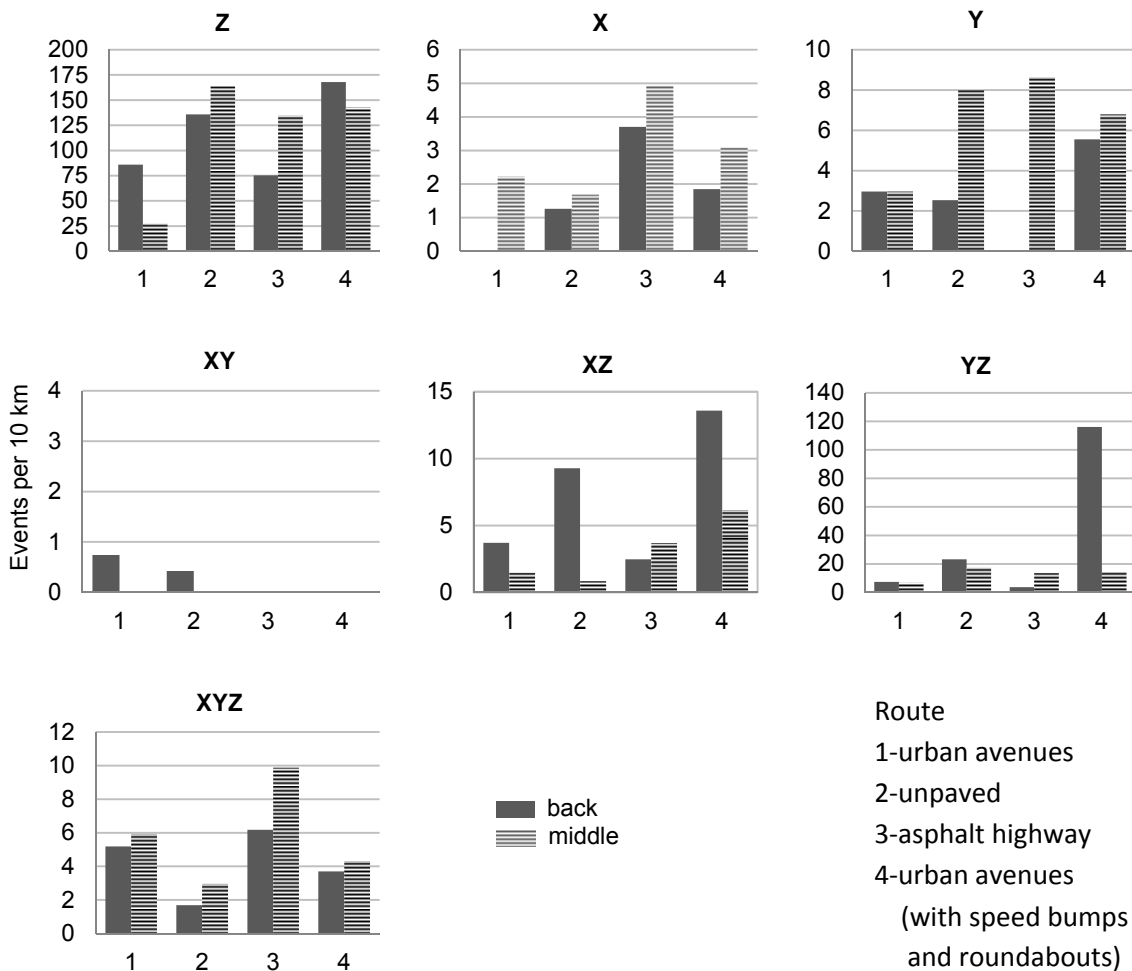 Z
200
175
150
125
100
75
50
25
0
1 2 3 4
X
6
5
4
3
2
1
0
1 2 3 4
Y
10
8
6
4
2
0
1 2 3 4
Events per 10 km
XY
4
3
2
1
0
1 2 3 4
XZ
15
10
5
0
1 2 3 4
YZ
140
120
100
80
60
40
20
0
1 2 3 4
XYZ
12
10
8
6
4
2
0
1 2 3 4
back
middle
Route
1-urban avenues
2-unpaved
3-asphalt highway
4-urban avenues
(with speed bumps
and roundabouts)